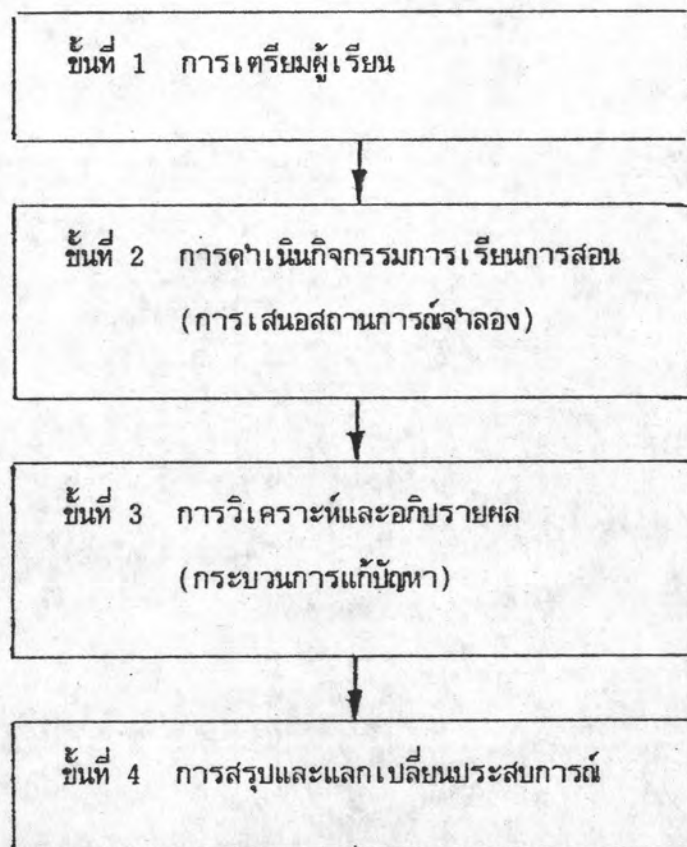 ขั้นที่ 1 การเตรียมผู้เรียน
ขั้นที่ 2 การดำเนินกิจกรรมการเรียนการสอน
(การเสนอสถานการณ์จำลอง)
ขั้นที่ 3 การวิเคราะห์และอภิปรายผล
(กระบวนการแก้ปัญหา)
ขั้นที่ 4 การสรุปและแลกเปลี่ยนประสบการณ์